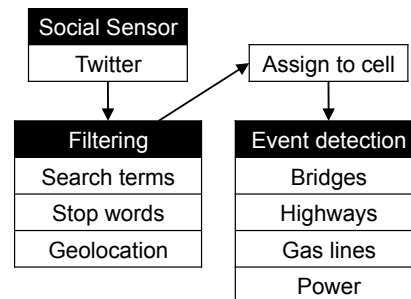 Social Sensor
Twitter
Filtering
Search terms
Stop words
Geolocation
Assign to cell
Event detection
Bridges
Highways
Gas lines
Power